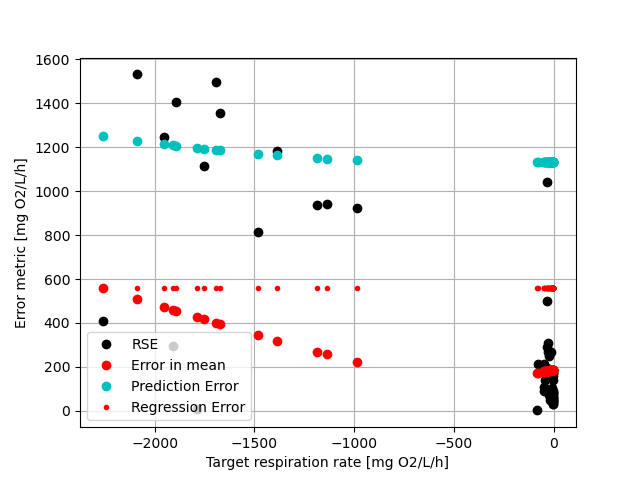 1600
1400
1200
1000
800
600
400
200
0
Error metric [mg O2/L/h]
RSE
Error in mean
Prediction Error
Regression Error
−2000 −1500 −1000 −500 0
Target respiration rate [mg O2/L/h]